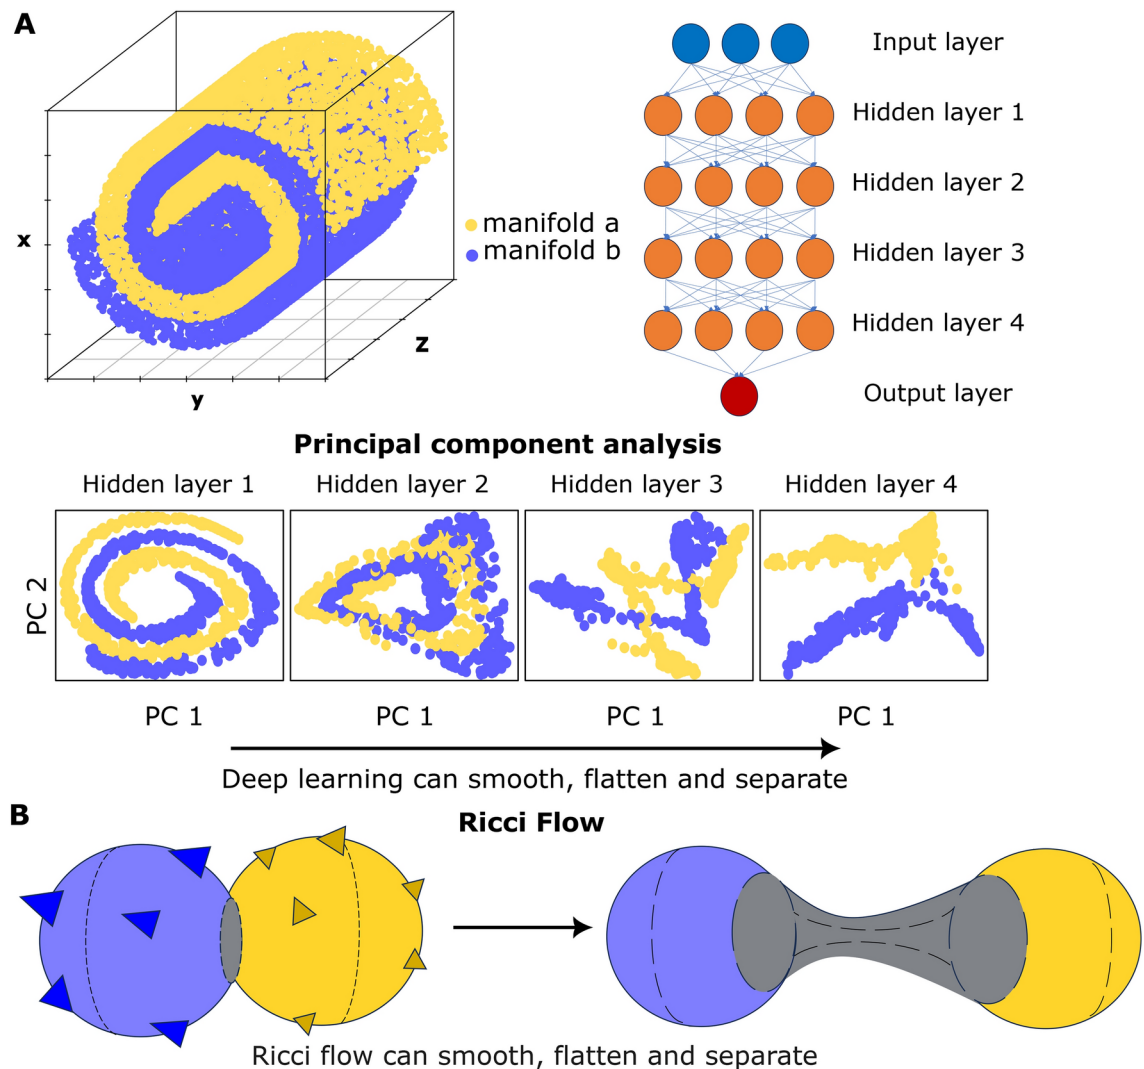 A
x
y
z
manifold a
manifold b
Input layer
Hidden layer 1
Hidden layer 2
Hidden layer 3
Hidden layer 4
Output layer
Principal component analysis
Hidden layer 1
Hidden layer 2
Hidden layer 3
Hidden layer 4
PC 2
PC 1
PC 1
PC 1
PC 1
Deep learning can smooth, flatten and separate
B
Ricci Flow
Ricci flow can smooth, flatten and separate